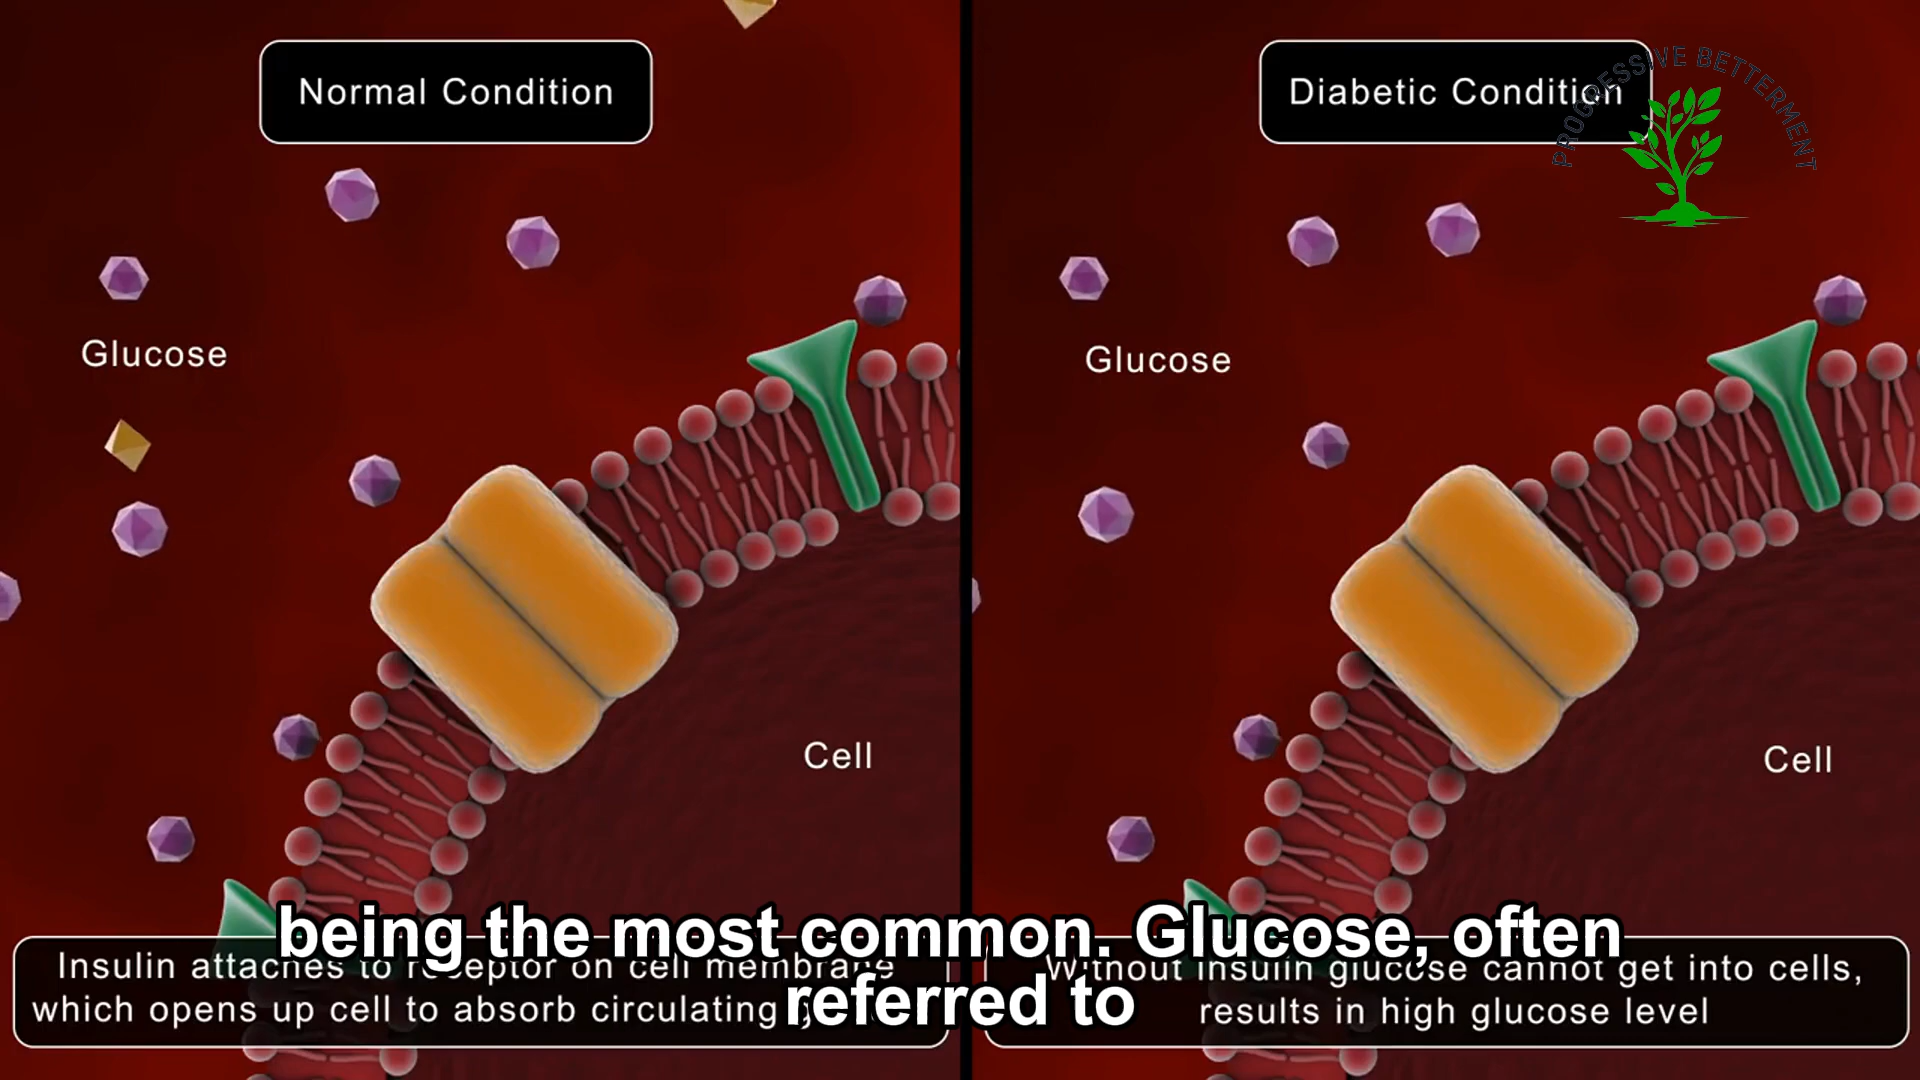 Normal Condition
Diabetic Condition
PROGRESSIVE BETTERMENT
Glucose
Glucose
Cell
Cell
Insulin attaches to receptor on cell membrane
which opens up cell to absorb circulating
Without insulin glucose cannot get into cells,
results in high glucose level
being the most common. Glucose, often
referred to